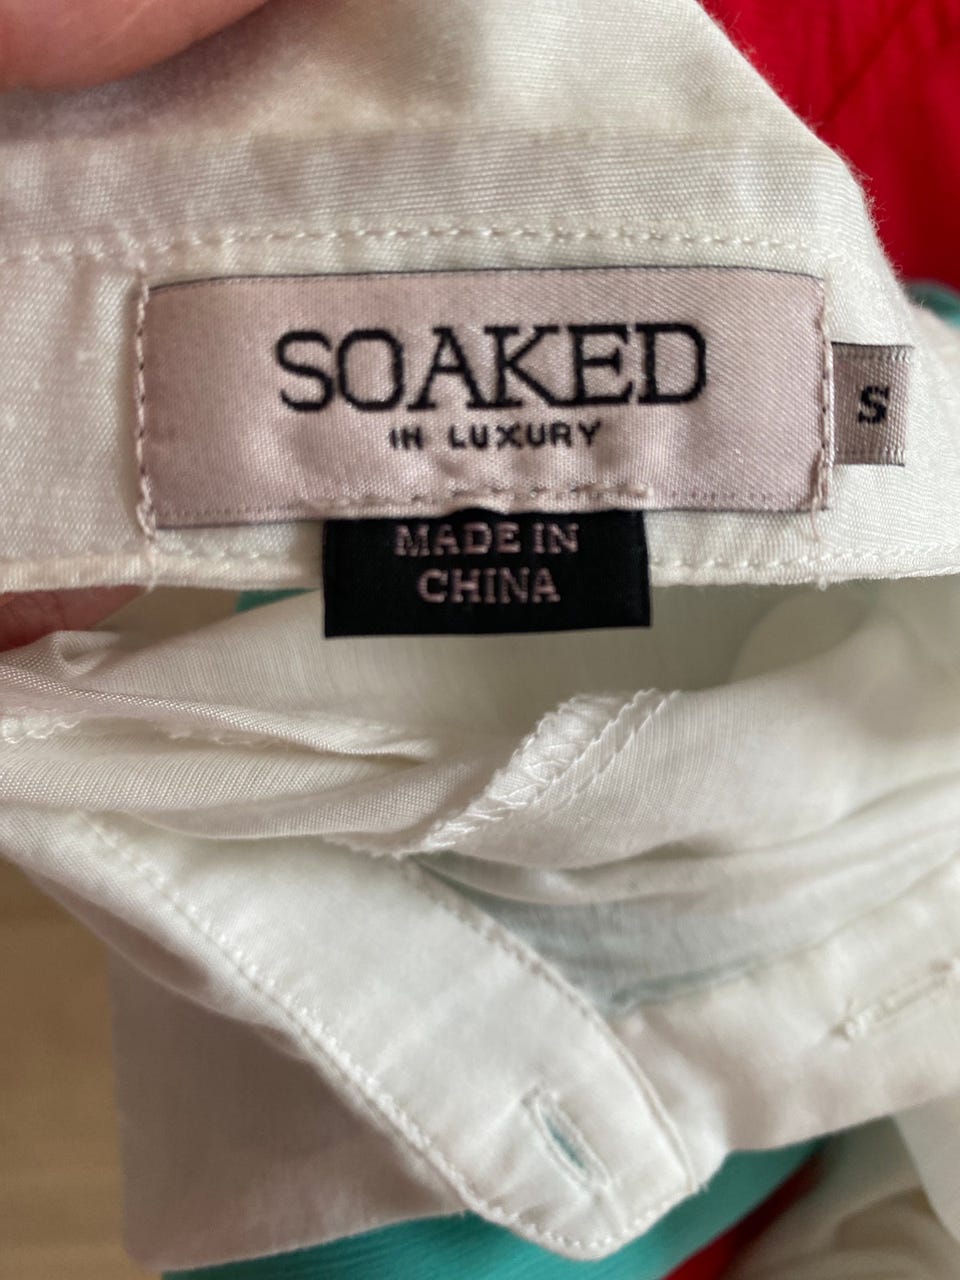 SOAKED
IN LUXURY
S
MADE IN
CHINA